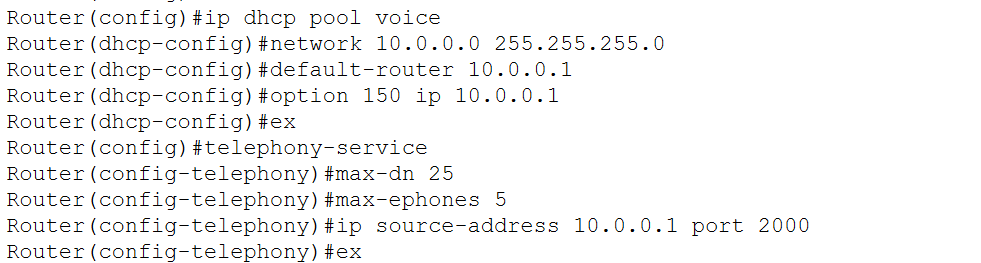 Router(config)#ip dhcp pool voice
Router(dhcp-config)#network 10.0.0.0 255.255.255.0
Router(dhcp-config)#default-router 10.0.0.1
Router(dhcp-config)#option 150 ip 10.0.0.1
Router(dhcp-config)#ex
Router(config)#telephony-service
Router(config-telephony)#max-dn 25
Router(config-telephony)#max-ephones 5
Router(config-telephony)#ip source-address 10.0.0.1 port 2000
Router(config-telephony)#ex